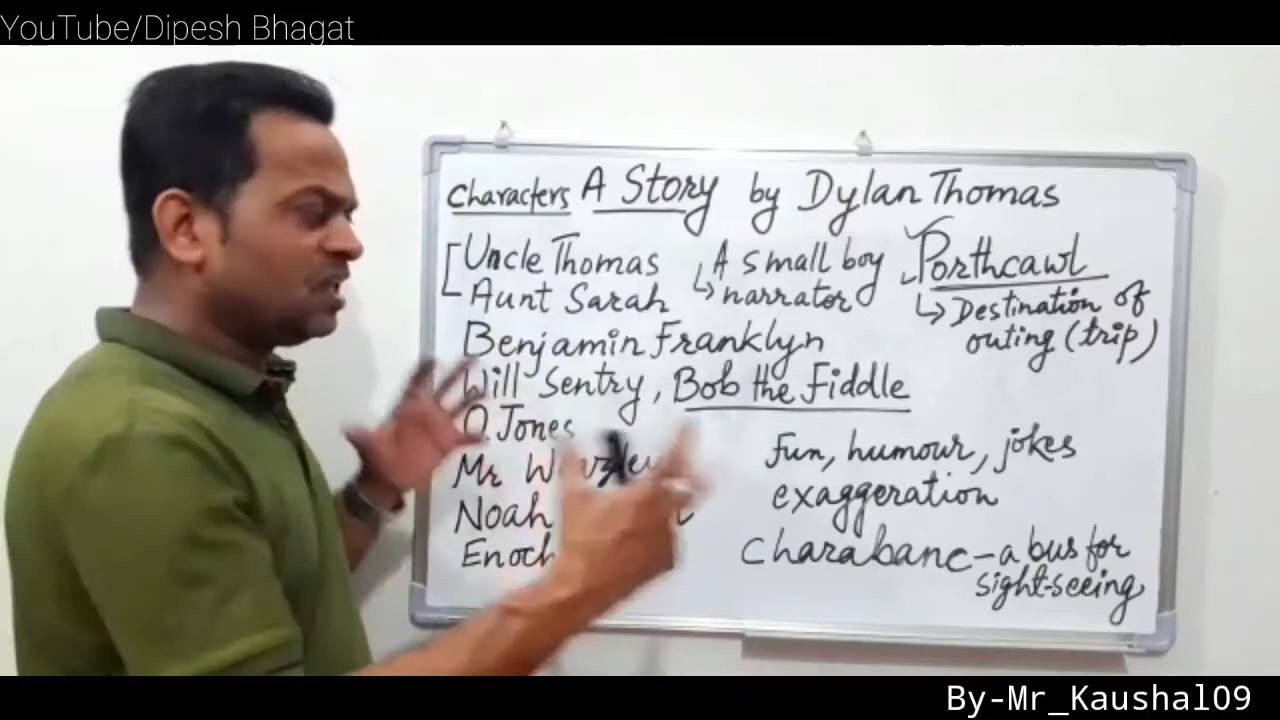 YouTube/Dipesh Bhagat
Characters A Story by Dylan Thomas
Uncle Thomas
Aunt Sarah
A small boy
narrator
Porthcawl
Destination of
outing (trip)
Benjamin Franklyn
Will Sentry, Bob the Fiddle
O. Jones
Mr
Noah
Enoch
Fun, humour, jokes
exaggeration
Charabanc - a bus for
sight-seeing
By-Mr_Kaushal09